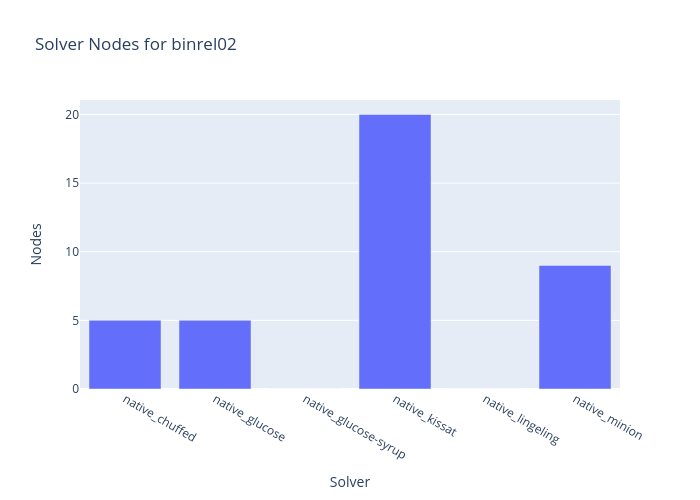 Solver Nodes for binrel02
20
15
10
5
0
Nodes
native_chuffed
native_glucose
native_glucose-syrup
native_kissat
native_lingeling
native_minion
Solver